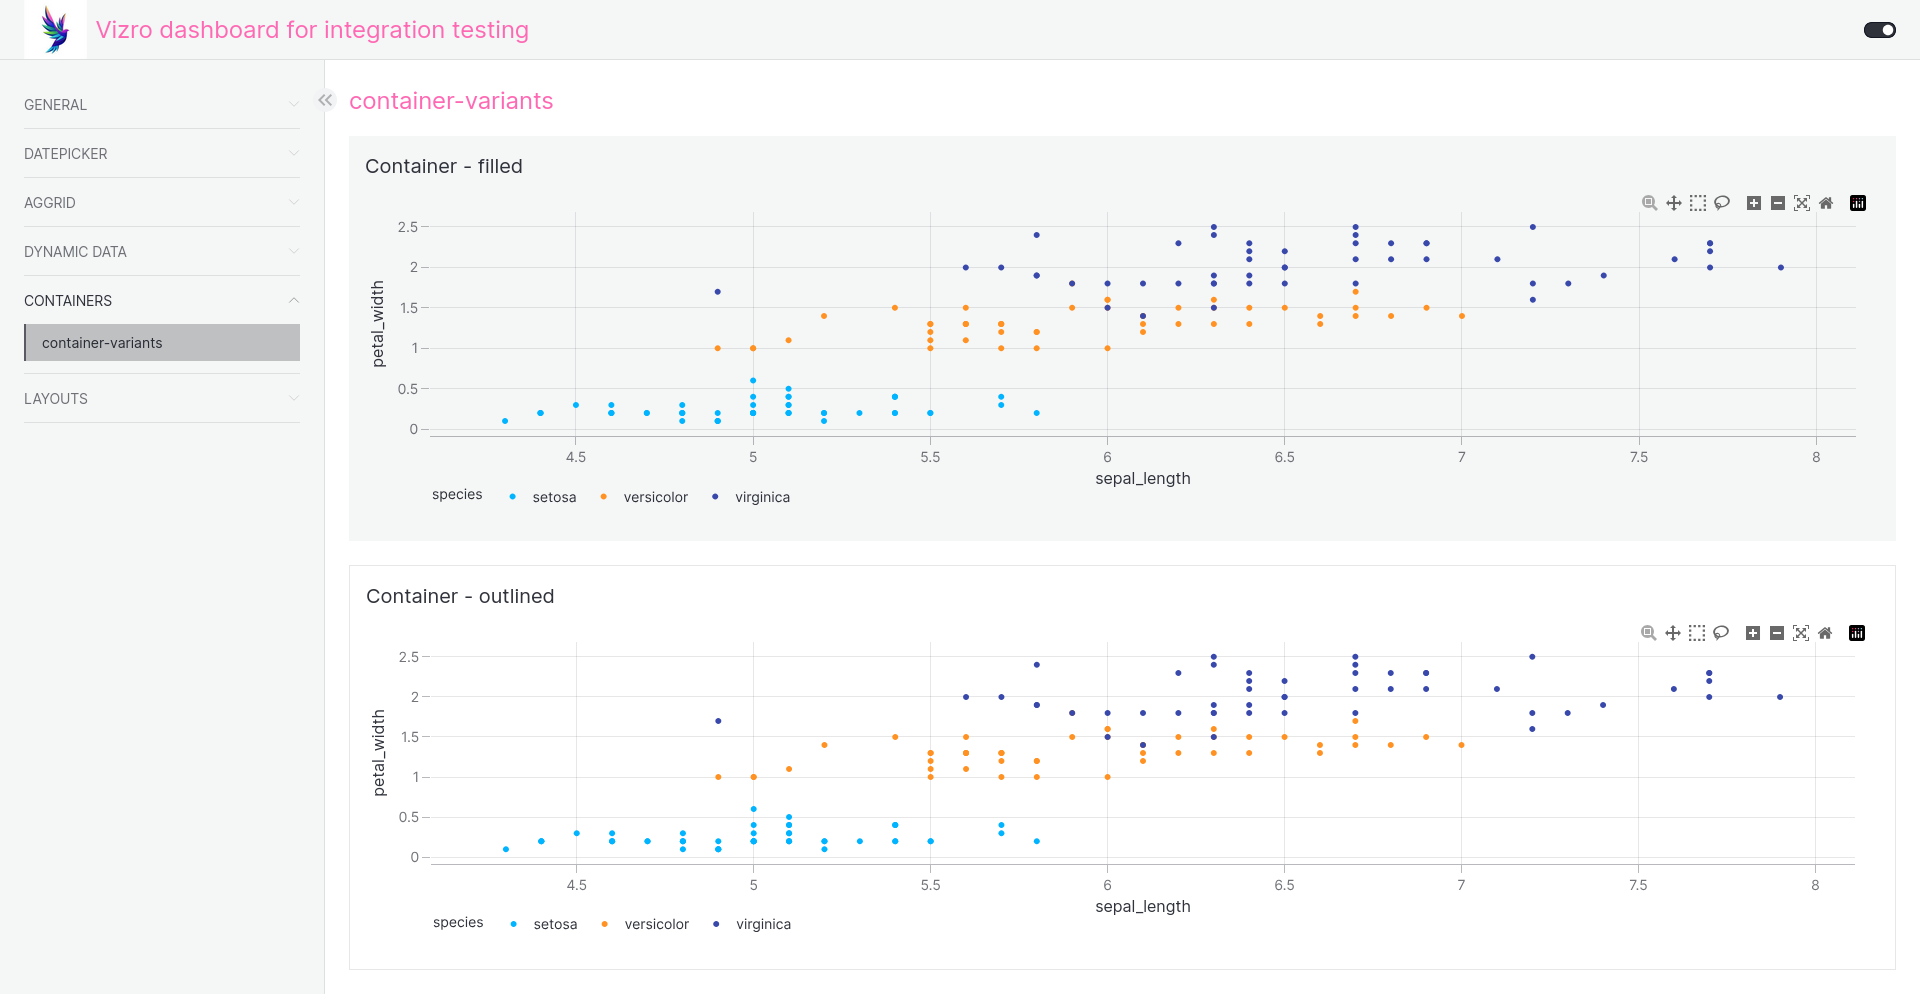 Vizro dashboard for integration testing
GENERAL
DATEPICKER
AGGRID
DYNAMIC DATA
CONTAINERS
container-variants
LAYOUTS
container-variants
Container - filled
2.5
2
1.5
1
0.5
0
petal_width
4.5 5 5.5 6 6.5 7 7.5 8
sepal_length
species setosa versicolor virginica
Container - outlined
2.5
2
1.5
1
0.5
0
petal_width
4.5 5 5.5 6 6.5 7 7.5 8
sepal_length
species setosa versicolor virginica